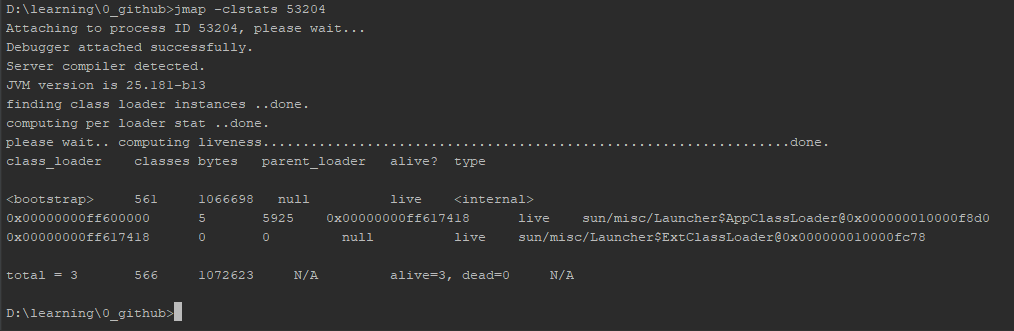 D:\learning\0_github>jmap -clstats 53204
Attaching to process ID 53204, please wait...
Debugger attached successfully.
Server compiler detected.
JVM version is 25.181-b13
finding class loader instances ..done.
computing per loader stat ..done.
please wait.. computing liveness..................................................................done.
class_loader    classes bytes   parent_loader   alive?  type

<bootstrap>     561     1066698   null          live    <internal>
0x00000000ff600000      5       5925    0x00000000ff617418      live    sun/misc/Launcher$AppClassLoader@0x000000010000f8d0
0x00000000ff617418      0       0         null          live    sun/misc/Launcher$ExtClassLoader@0x000000010000fc78

total = 3       566     1072623     N/A         alive=3, dead=0     N/A

D:\learning\0_github>